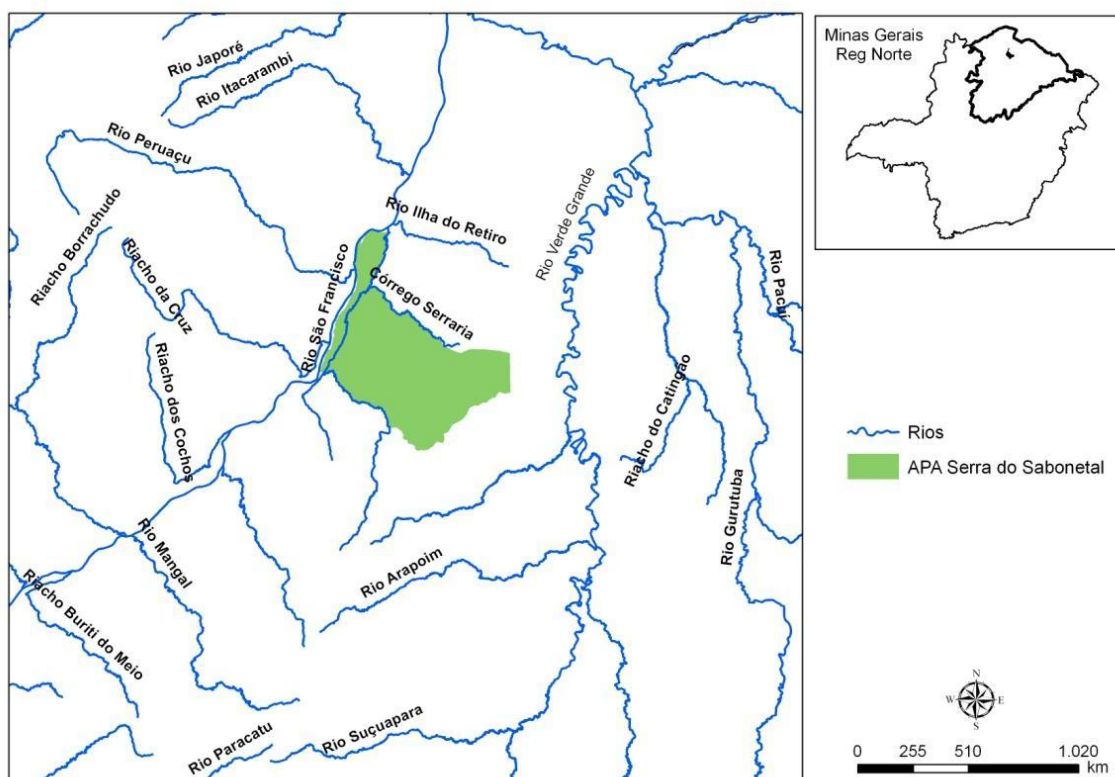 Rio Japoré
Rio Itacarambi
Rio Peruaçu
Riacho Borrachudo
Riacho da Cruz
Rio São Francisco
Rio Ilha do Retiro
Córrego Serraria
Rio Verde Grande
Rio Pacuí
Riacho dos Cochos
Riacho do Catingão
Rio Gurutuba
Rio Mangal
Rio Arapoim
Riacho Buriti do Meio
Rio Paracatu
Rio Suçuapara
Minas Gerais
Reg Norte
Rios
APA Serra do Sabonetal
N
W
E
S
0 255 510 1.020
km